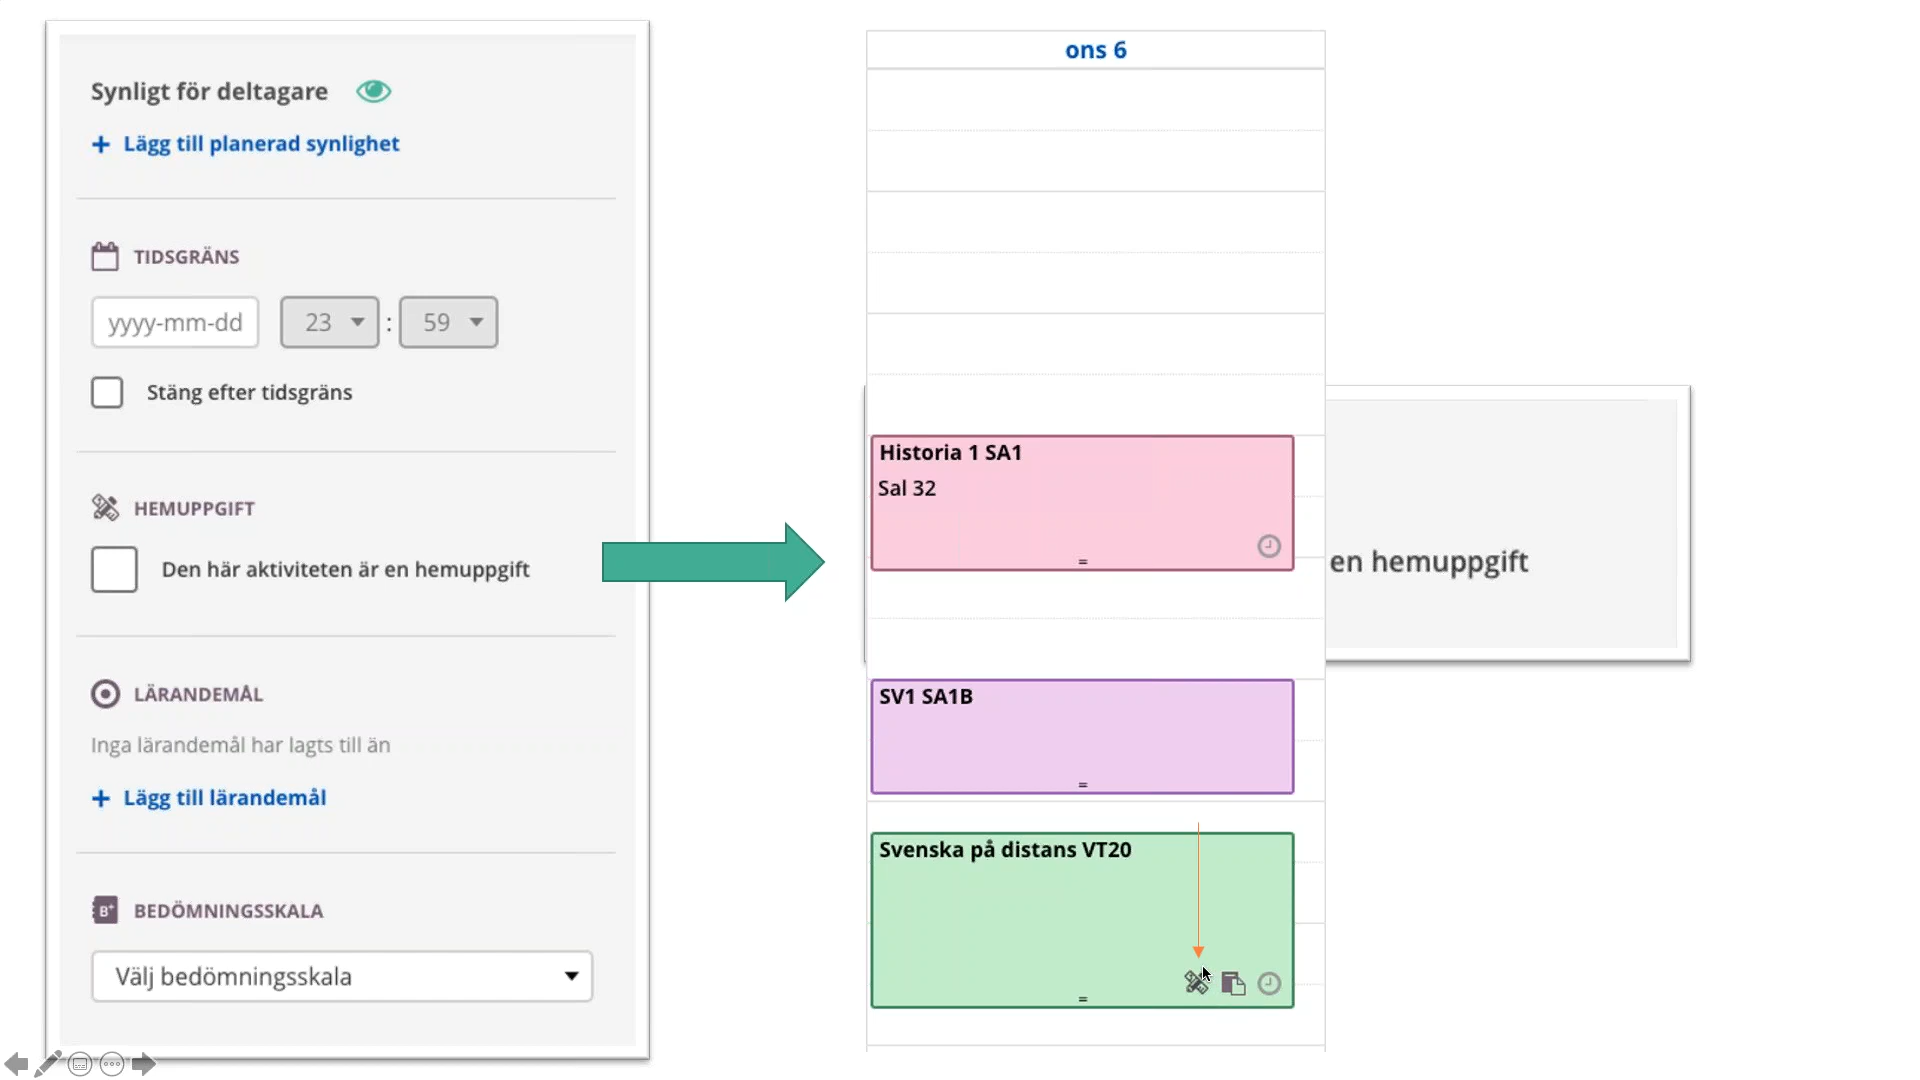 Synligt för deltagare
+ Lägg till planerad synlighet
TIDSGRÄNS
yyyy-mm-dd 23 : 59
Stäng efter tidsgräns
HEMUPPGIFT
Den här aktiviteten är en hemuppgift
LÄRANDEMÅL
Inga lärandemål har lagts till än
+ Lägg till lärandemål
B+ BEDÖMNINGSSKALA
Välj bedömningsskala
ons 6
Historia 1 SA1
Sal 32
=
en hemuppgift
SV1 SA1B
=
Svenska på distans VT20
=